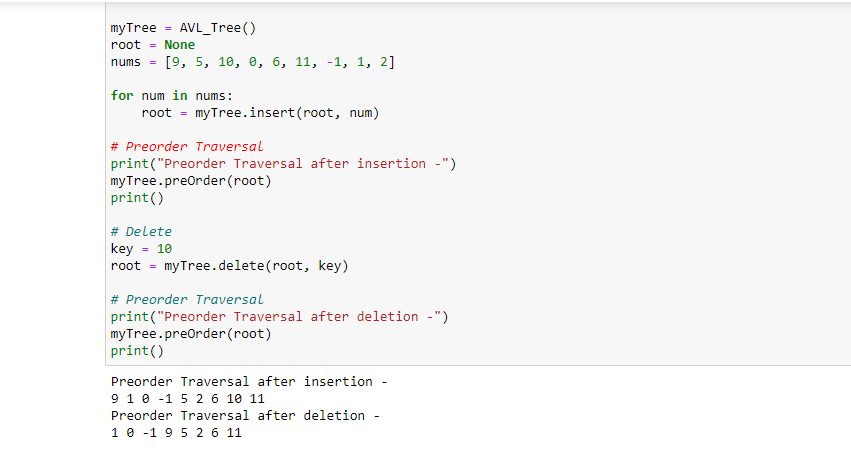 myTree = AVL_Tree()
root = None
nums = [9, 5, 10, 0, 6, 11, -1, 1, 2]
for num in nums:
    root = myTree.insert(root, num)
# Preorder Traversal
print("Preorder Traversal after insertion -")
myTree.preOrder(root)
print()
# Delete
key = 10
root = myTree.delete(root, key)
# Preorder Traversal
print("Preorder Traversal after deletion -")
myTree.preOrder(root)
print()
Preorder Traversal after insertion -
9 1 0 -1 5 2 6 10 11
Preorder Traversal after deletion -
1 0 -1 9 5 2 6 11